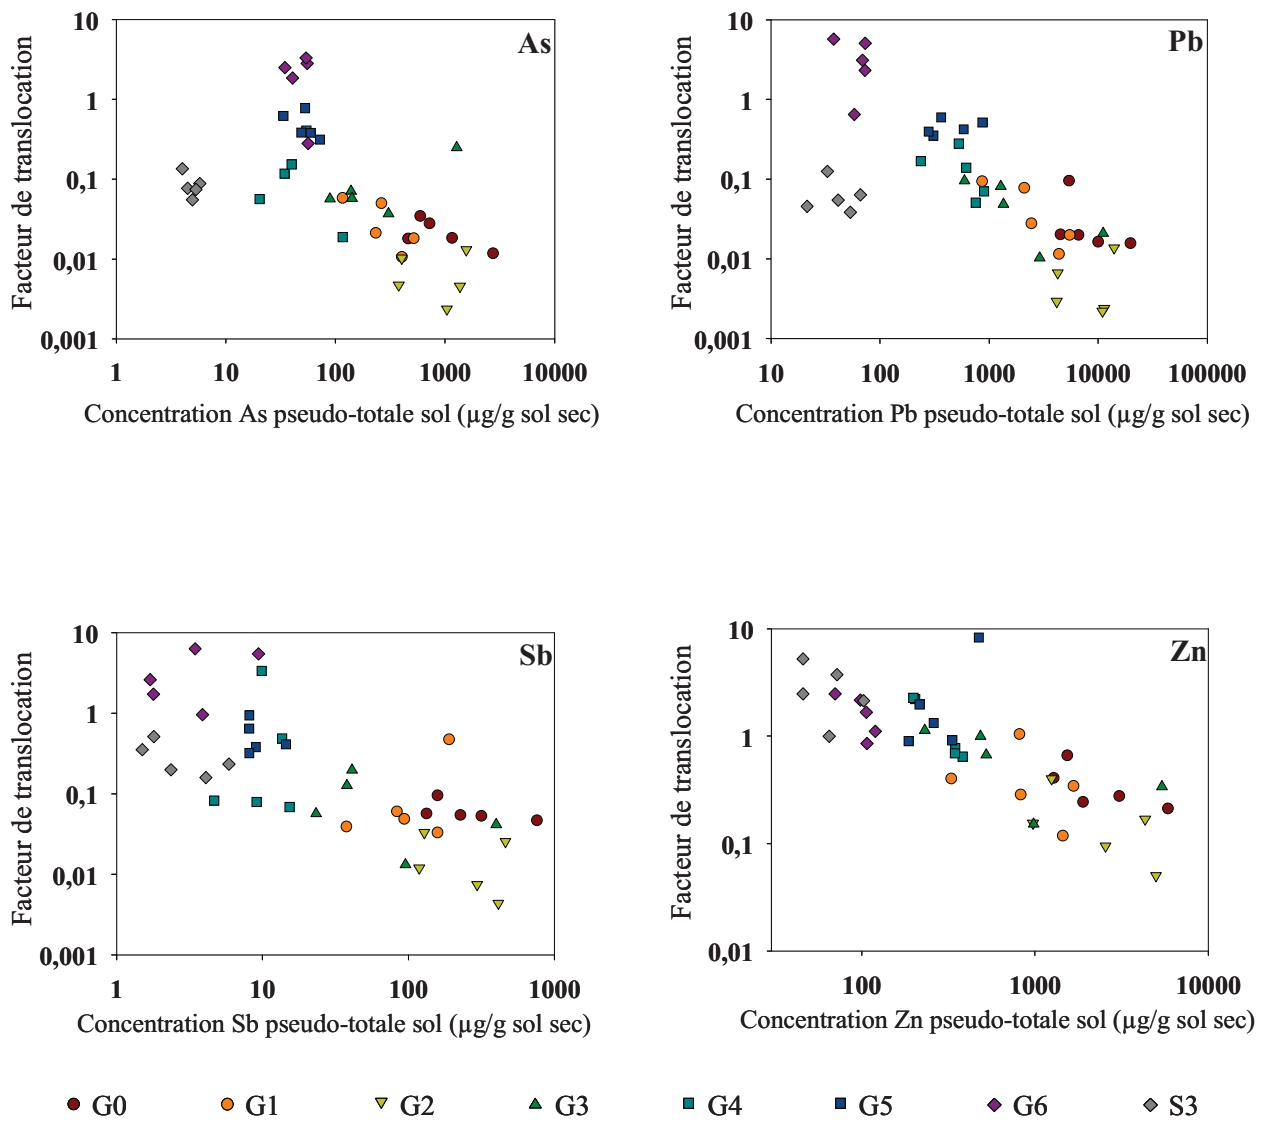 As
Facteur de translocation
10
1
0,1
0,01
0,001
1 10 100 1000 10000
Concentration As pseudo-totale sol (µg/g sol sec)
Pb
Facteur de translocation
10
1
0,1
0,01
0,001
10 100 1000 10000 100000
Concentration Pb pseudo-totale sol (µg/g sol sec)
Sb
Facteur de translocation
10
1
0,1
0,01
0,001
1 10 100 1000
Concentration Sb pseudo-totale sol (µg/g sol sec)
Zn
Facteur de translocation
10
1
0,1
0,01
100 1000 10000
Concentration Zn pseudo-totale sol (µg/g sol sec)
G0 G1 G2 G3 G4 G5 G6 S3